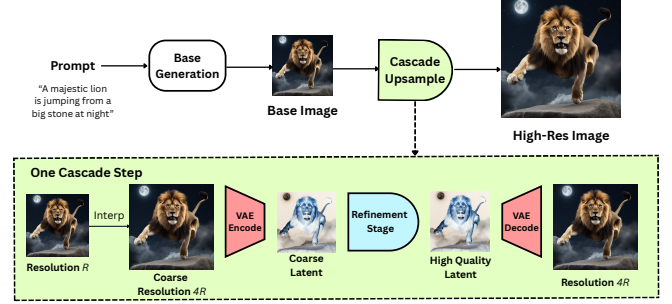 Prompt
"A majestic lion
is jumping from a
big stone at night"
Base
Generation
Base Image
Cascade
Upsample
High-Res Image
One Cascade Step
Resolution R
Interp
Coarse
Resolution 4R
VAE
Encode
Coarse
Latent
Refinement
Stage
High Quality
Latent
VAE
Decode
Resolution 4R